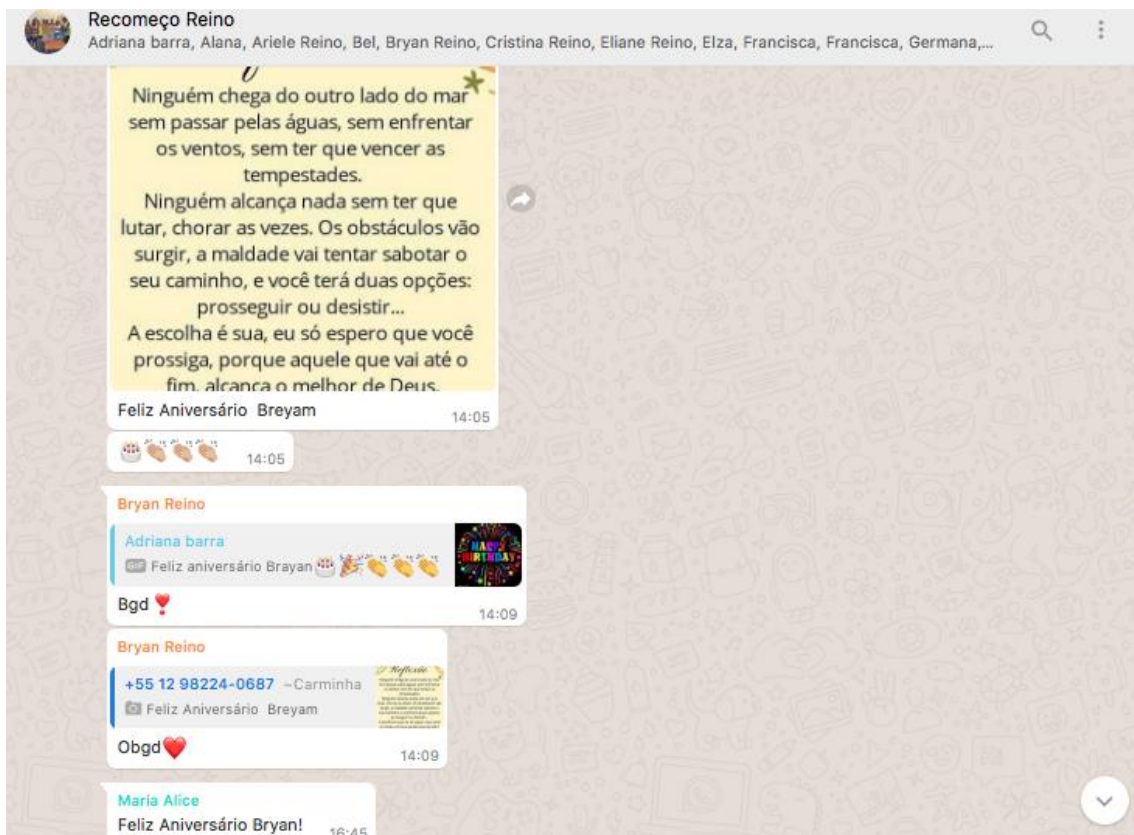 Recomeço Reino
Adriana barra, Alana, Ariele Reino, Bel, Bryan Reino, Cristina Reino, Eliane Reino, Elza, Francisca, Francisca, Germana,...
Ninguém chega do outro lado do mar
sem passar pelas águas, sem enfrentar
os ventos, sem ter que vencer as
tempestades.
Ninguém alcança nada sem ter que
lutar, chorar as vezes. Os obstáculos vão
surgir, a maldade vai tentar sabotar o
seu caminho, e você terá duas opções:
prosseguir ou desistir...
A escolha é sua, eu só espero que você
prossiga, porque aquele que vai até o
fim, alcança o melhor de Deus.
Feliz Aniversário Breyam 14:05
🎂👏🏼👏🏼👏🏼 14:05
Bryan Reino
Adriana barra
GIF Feliz aniversário Brayan 🎂🎉👏👏👏
HAPPY
BIRTHDAY
Bgd ❣️ 14:09
Bryan Reino
+55 12 98224-0687 ~Carminha
Feliz Aniversário Breyam
Reflexão
Obgd❤️ 14:09
Maria Alice
Feliz Aniversário Bryan! 16:45